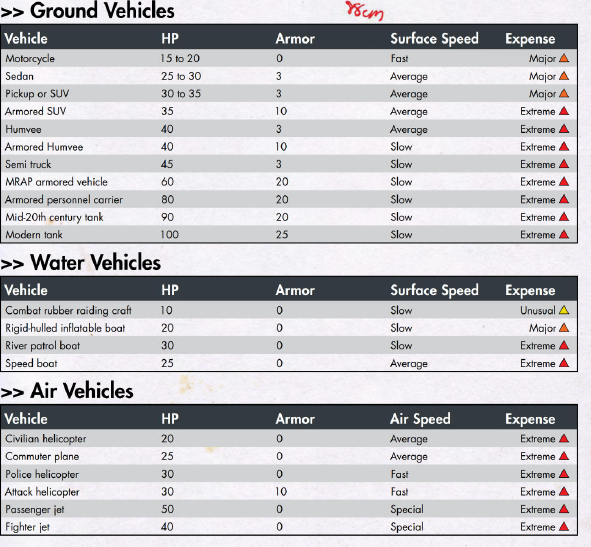 >> Ground Vehicles
Vehicle HP Armor Surface Speed Expense
Motorcycle 15 to 20 0 Fast Major
Sedan 25 to 30 3 Average Major
Pickup or SUV 30 to 35 3 Average Major
Armored SUV 35 10 Average Extreme
Humvee 40 3 Average Extreme
Armored Humvee 40 10 Slow Extreme
Semi truck 45 3 Slow Extreme
MRAP armored vehicle 60 20 Slow Extreme
Armored personnel carrier 80 20 Slow Extreme
Mid-20th century tank 90 20 Slow Extreme
Modern tank 100 25 Slow Extreme
>> Water Vehicles
Vehicle HP Armor Surface Speed Expense
Combat rubber raiding craft 10 0 Slow Unusual
Rigid-hulled inflatable boat 20 0 Slow Major
River patrol boat 30 0 Slow Extreme
Speed boat 25 0 Average Extreme
>> Air Vehicles
Vehicle HP Armor Air Speed Expense
Civilian helicopter 20 0 Average Extreme
Commuter plane 25 0 Average Extreme
Police helicopter 30 0 Fast Extreme
Attack helicopter 30 10 Fast Extreme
Passenger jet 50 0 Special Extreme
Fighter jet 40 0 Special Extreme